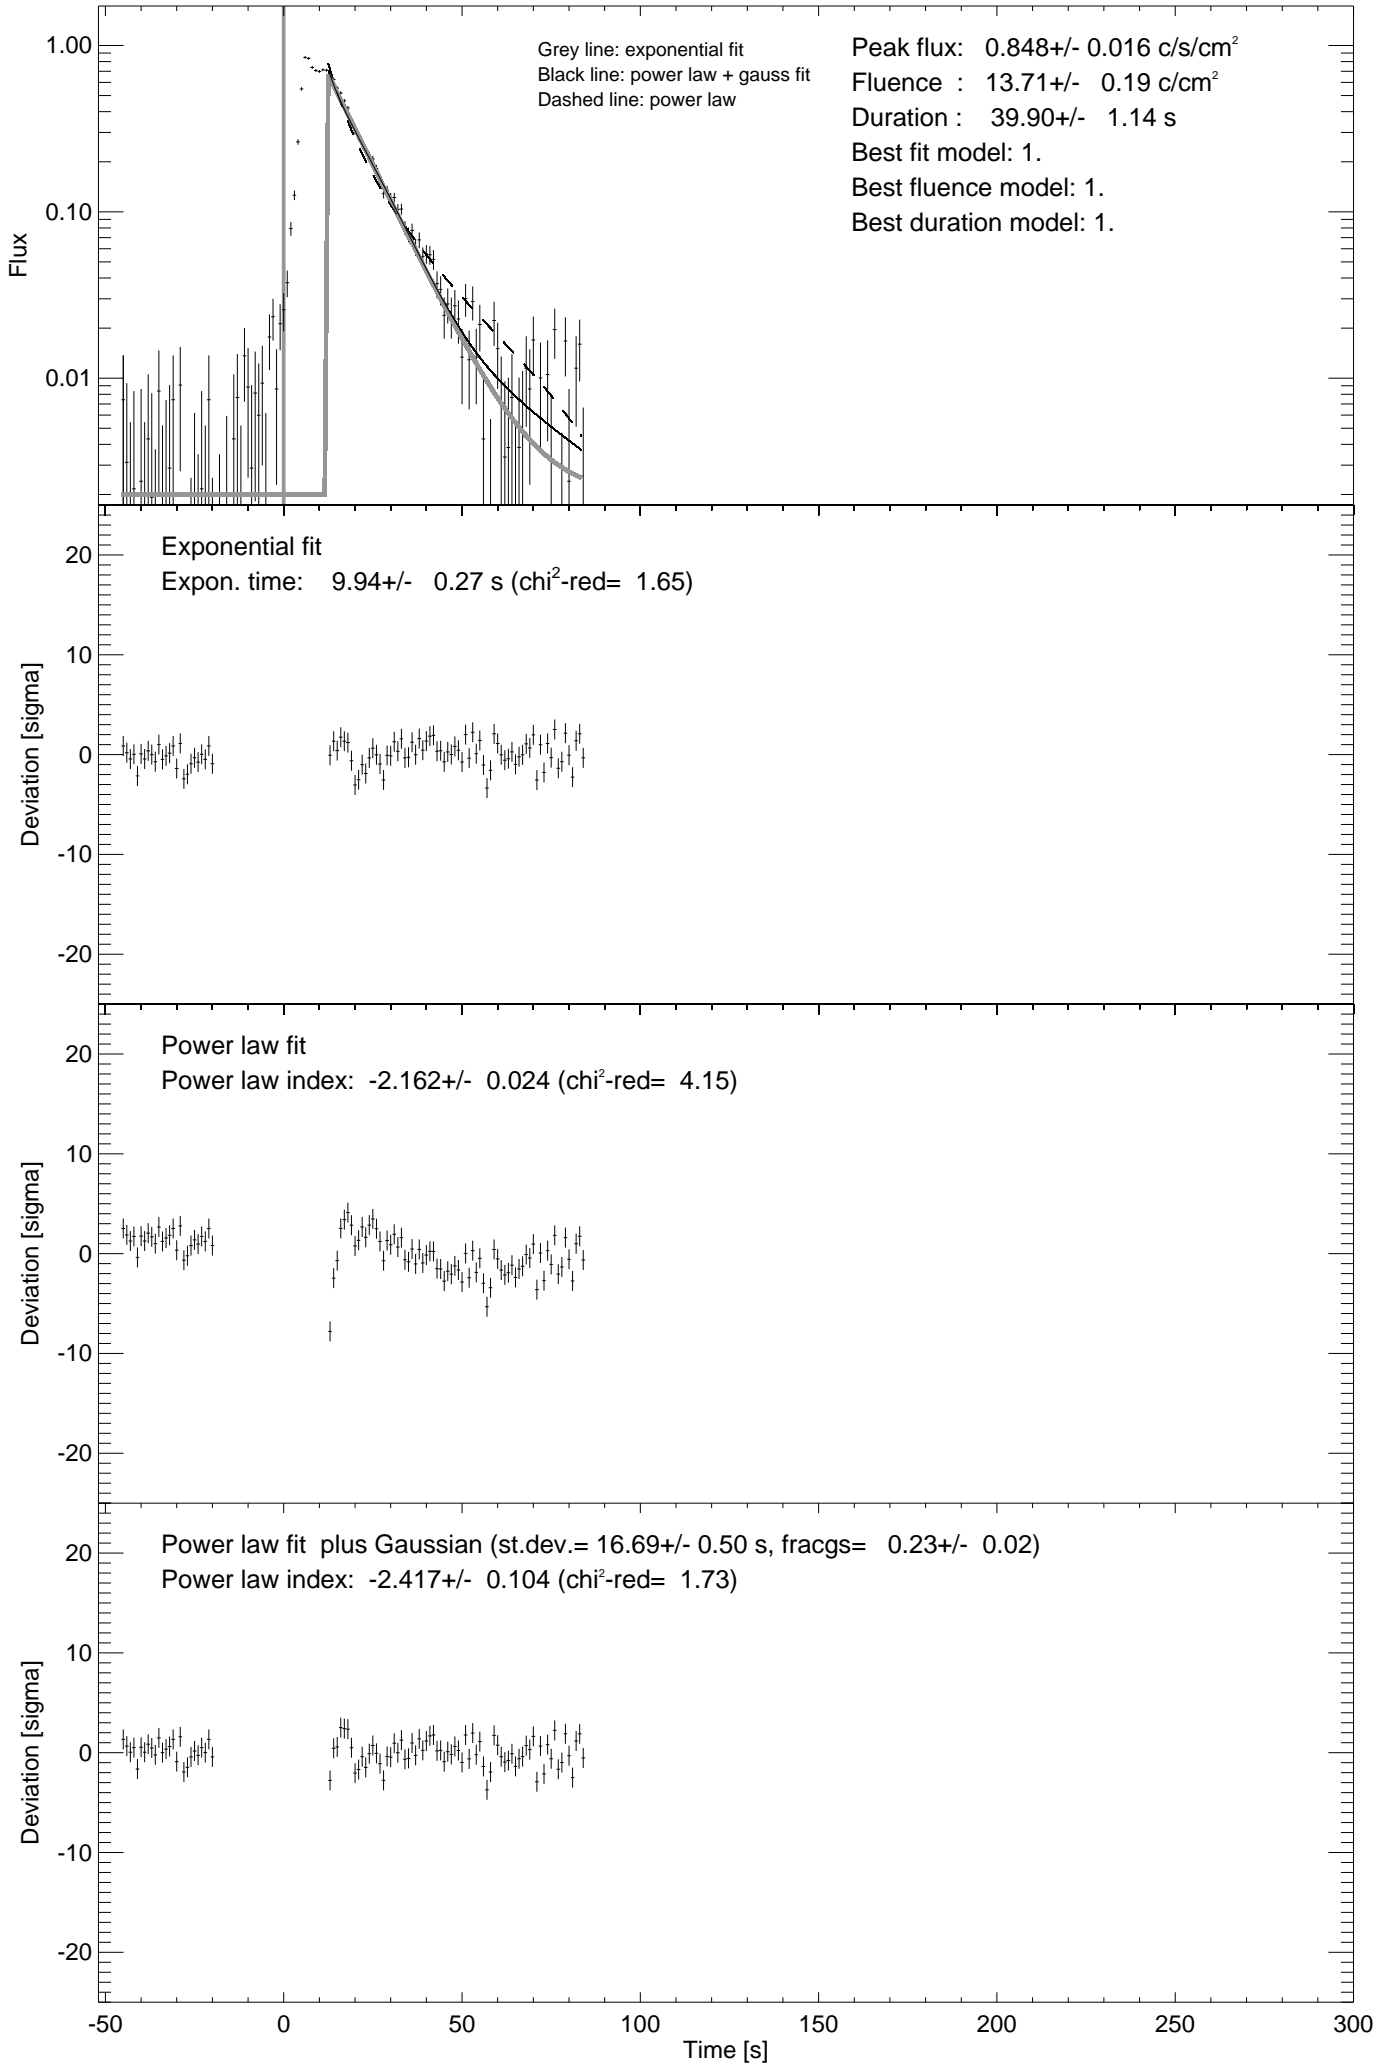 1.00
0.10
0.01
Flux
Grey line: exponential fit
Black line: power law + gauss fit
Dashed line: power law
Peak flux: 0.848+/- 0.016 c/s/cm²
Fluence : 13.71+/- 0.19 c/cm²
Duration : 39.90+/- 1.14 s
Best fit model: 1.
Best fluence model: 1.
Best duration model: 1.
Exponential fit
Expon. time: 9.94+/- 0.27 s (chi²-red= 1.65)
20
10
0
-10
-20
Deviation [sigma]
Power law fit
Power law index: -2.162+/- 0.024 (chi²-red= 4.15)
20
10
0
-10
-20
Deviation [sigma]
Power law fit plus Gaussian (st.dev.= 16.69+/- 0.50 s, fracgs= 0.23+/- 0.02)
Power law index: -2.417+/- 0.104 (chi²-red= 1.73)
20
10
0
-10
-20
Deviation [sigma]
-50 0 50 100 150 200 250 300
Time [s]